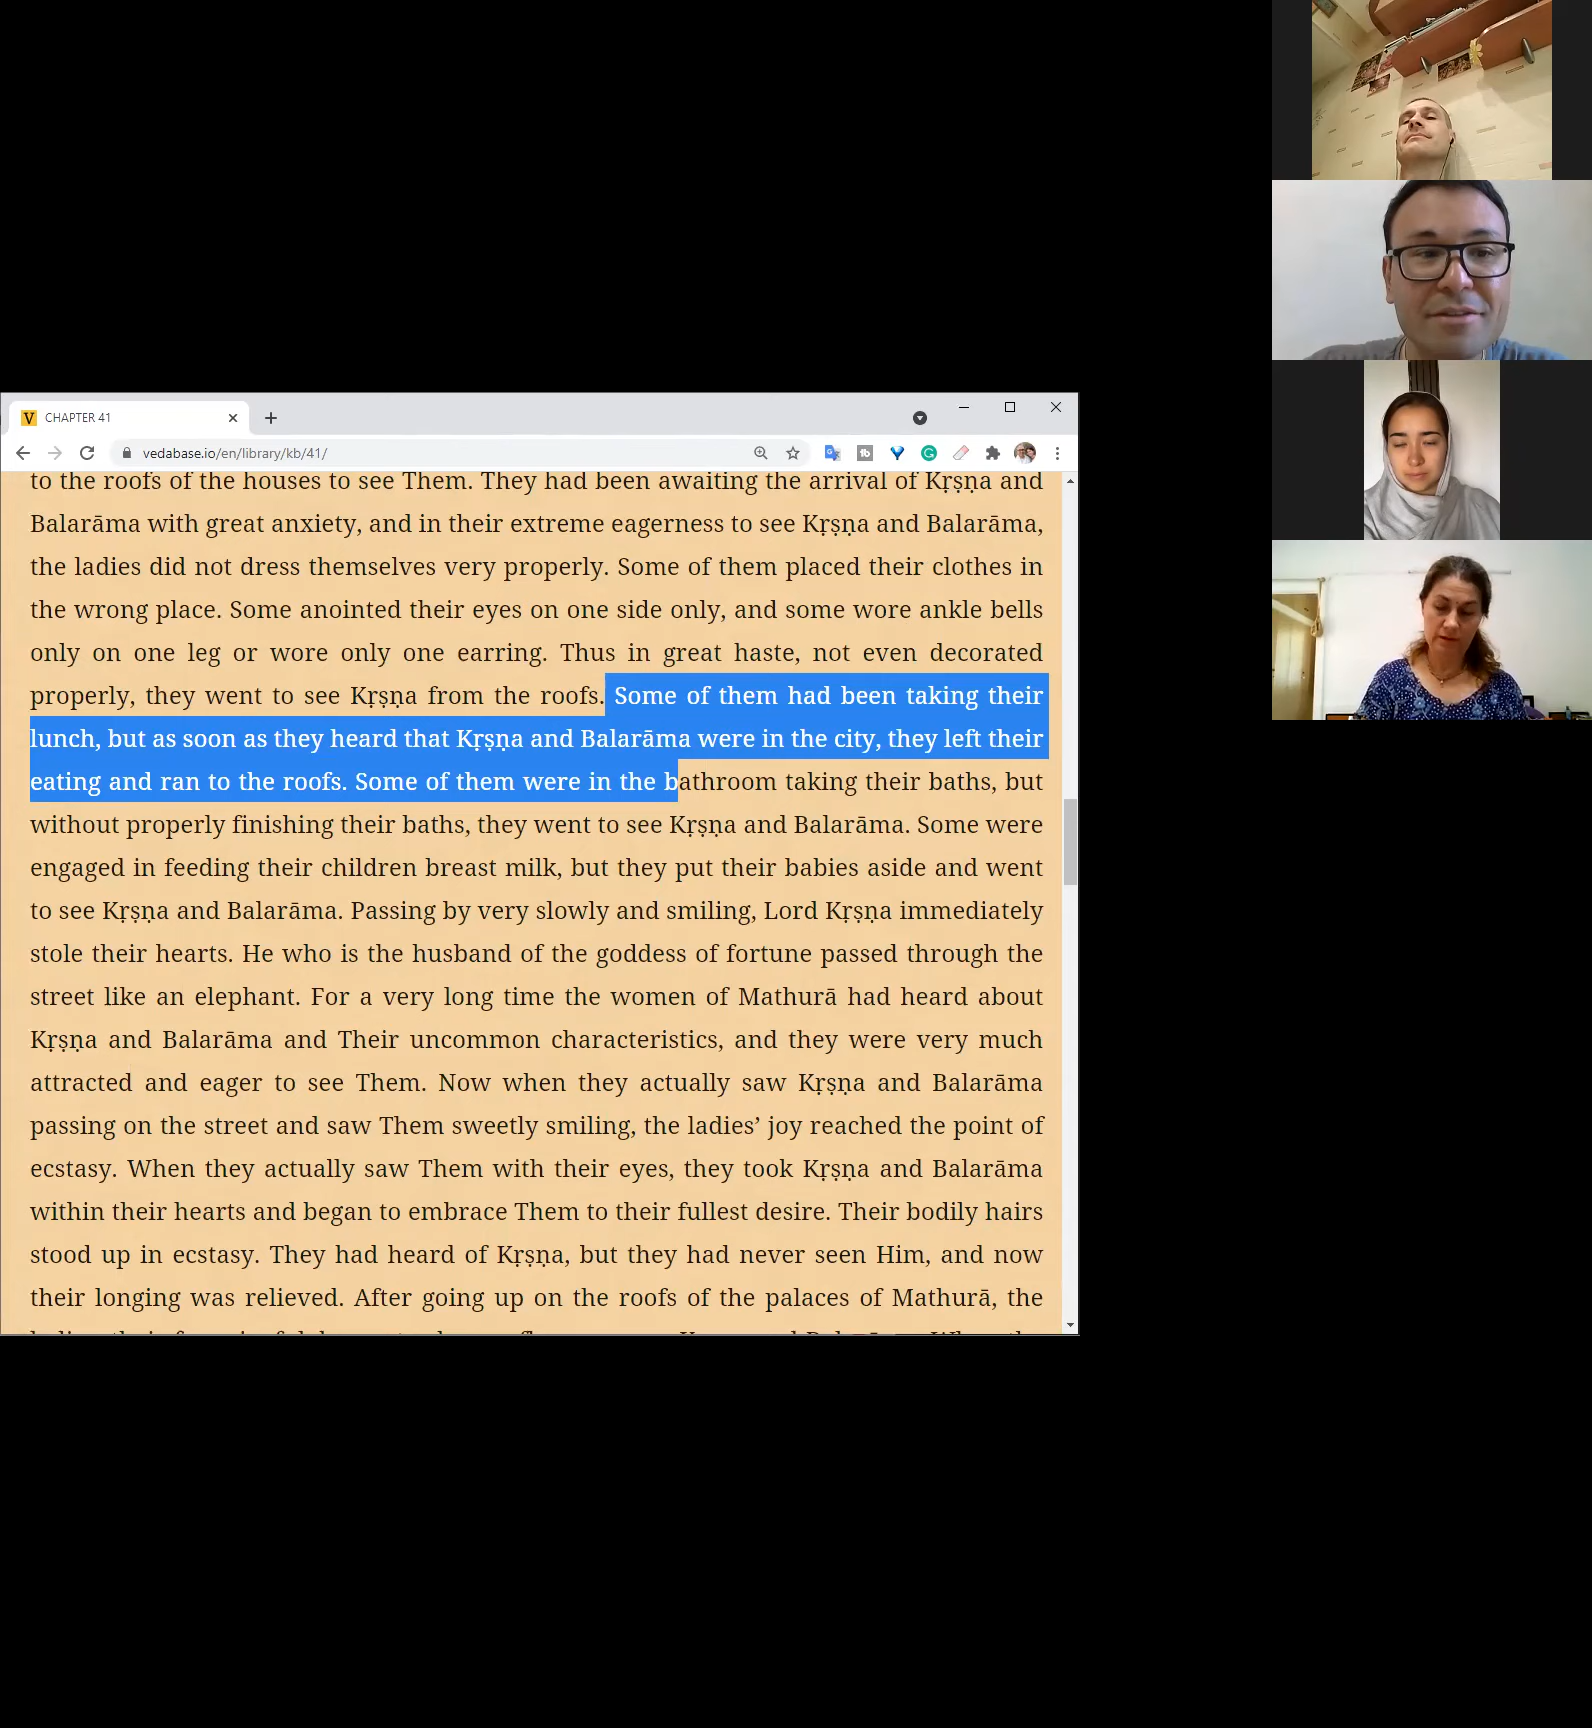 CHAPTER 41
vedabase.io/en/library/kb/41/
to the roofs of the houses to see Them. They had been awaiting the arrival of Kṛṣṇa and
Balarāma with great anxiety, and in their extreme eagerness to see Kṛṣṇa and Balarāma,
the ladies did not dress themselves very properly. Some of them placed their clothes in
the wrong place. Some anointed their eyes on one side only, and some wore ankle bells
only on one leg or wore only one earring. Thus in great haste, not even decorated
properly, they went to see Kṛṣṇa from the roofs. Some of them had been taking their
lunch, but as soon as they heard that Kṛṣṇa and Balarāma were in the city, they left their
eating and ran to the roofs. Some of them were in the bathroom taking their baths, but
without properly finishing their baths, they went to see Kṛṣṇa and Balarāma. Some were
engaged in feeding their children breast milk, but they put their babies aside and went
to see Kṛṣṇa and Balarāma. Passing by very slowly and smiling, Lord Kṛṣṇa immediately
stole their hearts. He who is the husband of the goddess of fortune passed through the
street like an elephant. For a very long time the women of Mathurā had heard about
Kṛṣṇa and Balarāma and Their uncommon characteristics, and they were very much
attracted and eager to see Them. Now when they actually saw Kṛṣṇa and Balarāma
passing on the street and saw Them sweetly smiling, the ladies’ joy reached the point of
ecstasy. When they actually saw Them with their eyes, they took Kṛṣṇa and Balarāma
within their hearts and began to embrace Them to their fullest desire. Their bodily hairs
stood up in ecstasy. They had heard of Kṛṣṇa, but they had never seen Him, and now
their longing was relieved. After going up on the roofs of the palaces of Mathurā, the